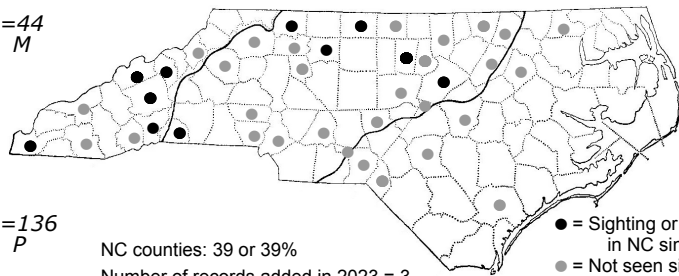 =44
M
=136
P
NC counties: 39 or 39%
Number of records added in 2023 = 3
= Sighting or
in NC sin
= Not seen si